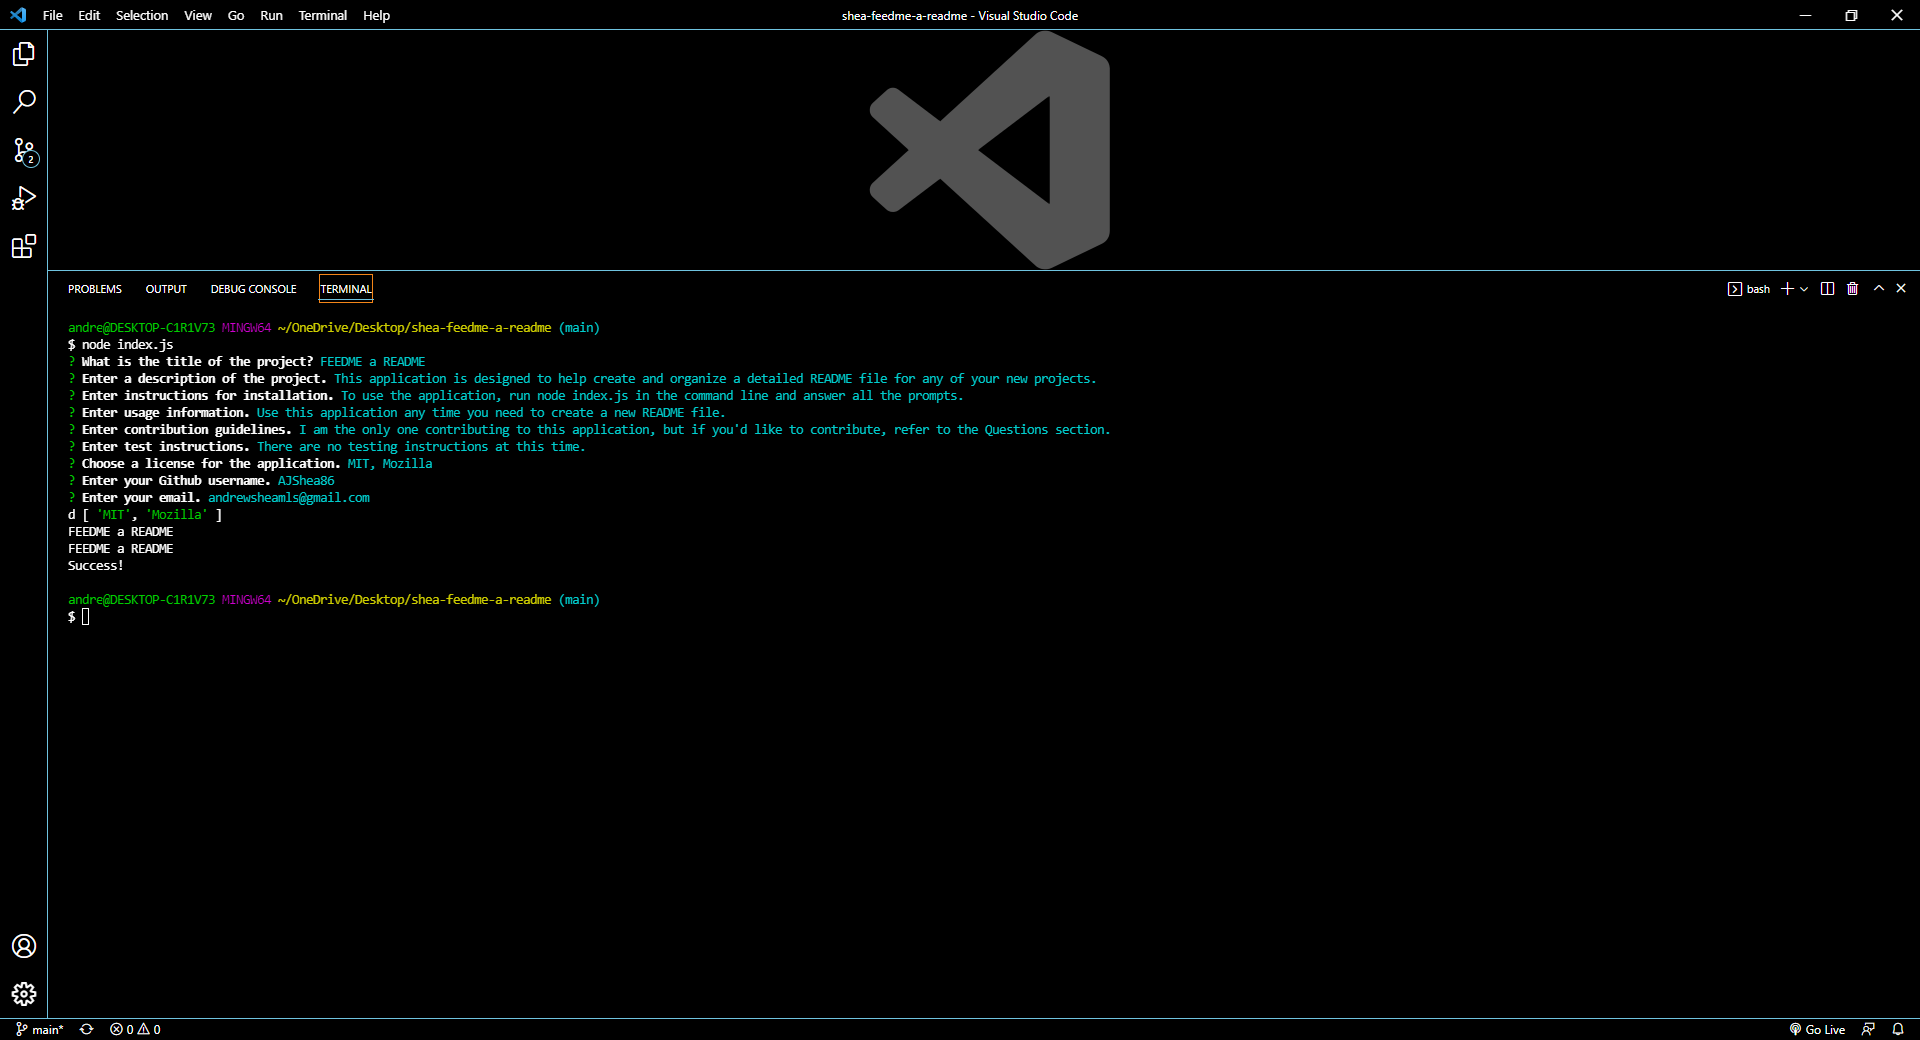 File Edit Selection View Go Run Terminal Help
shea-feedme-a-readme - Visual Studio Code
2
PROBLEMS OUTPUT DEBUG CONSOLE TERMINAL
bash
andre@DESKTOP-C1R1V73 MINGW64 ~/OneDrive/Desktop/shea-feedme-a-readme (main)
$ node index.js
? What is the title of the project? FEEDME a README
? Enter a description of the project. This application is designed to help create and organize a detailed README file for any of your new projects.
? Enter instructions for installation. To use the application, run node index.js in the command line and answer all the prompts.
? Enter usage information. Use this application any time you need to create a new README file.
? Enter contribution guidelines. I am the only one contributing to this application, but if you'd like to contribute, refer to the Questions section.
? Enter test instructions. There are no testing instructions at this time.
? Choose a license for the application. MIT, Mozilla
? Enter your Github username. AJShea86
? Enter your email. andrewsheamls@gmail.com
d [ 'MIT', 'Mozilla' ]
FEEDME a README
FEEDME a README
Success!
andre@DESKTOP-C1R1V73 MINGW64 ~/OneDrive/Desktop/shea-feedme-a-readme (main)
$
main* 0 0
Go Live